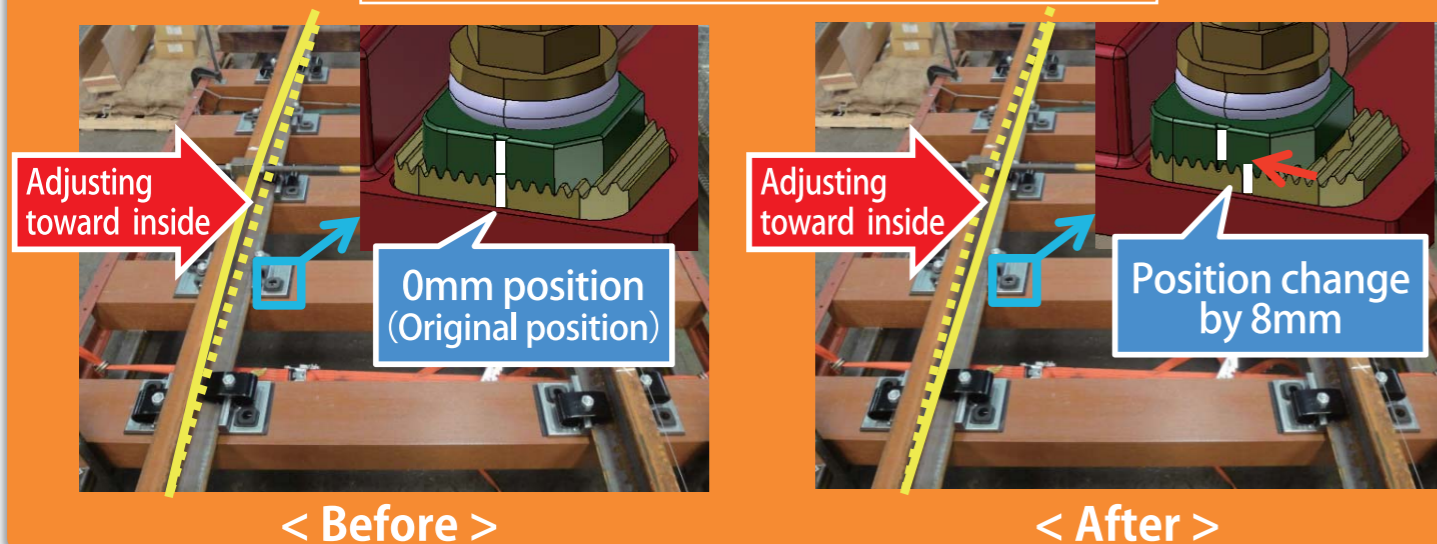 Adjusting
toward inside
0mm position
（Original position）
< Before >
Adjusting
toward inside
Position change
by 8mm
< After >